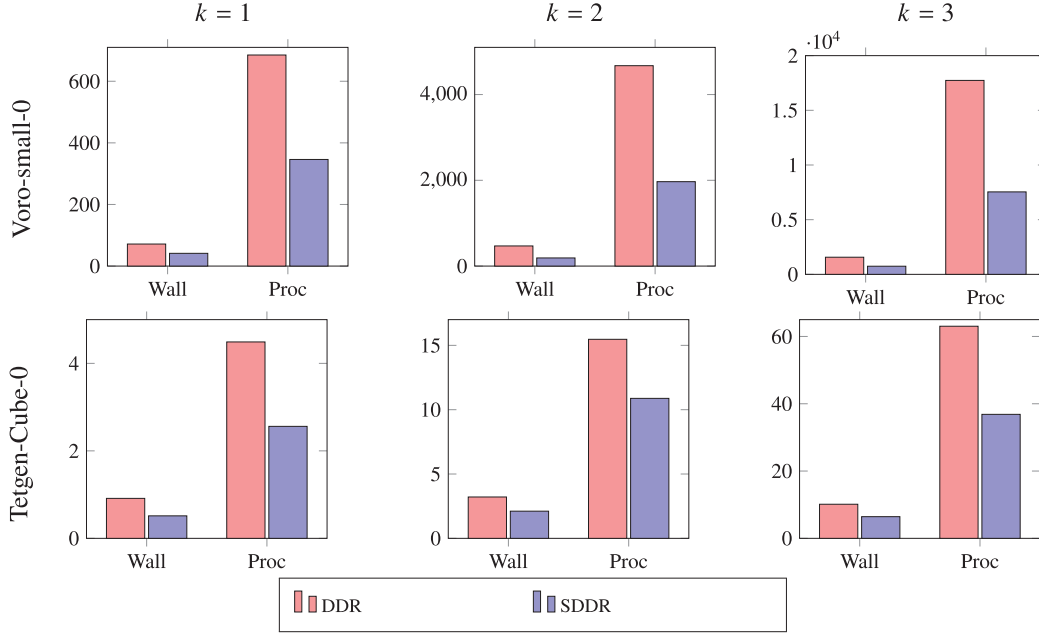 k = 1
k = 2
k = 3
Voro-small-0
600
400
200
0
Wall Proc
4,000
2,000
0
Wall Proc
·10⁴
2
1.5
1
0.5
0
Wall Proc
Tetgen-Cube-0
4
2
0
Wall Proc
15
10
5
0
Wall Proc
60
40
20
0
Wall Proc
DDR SDDR